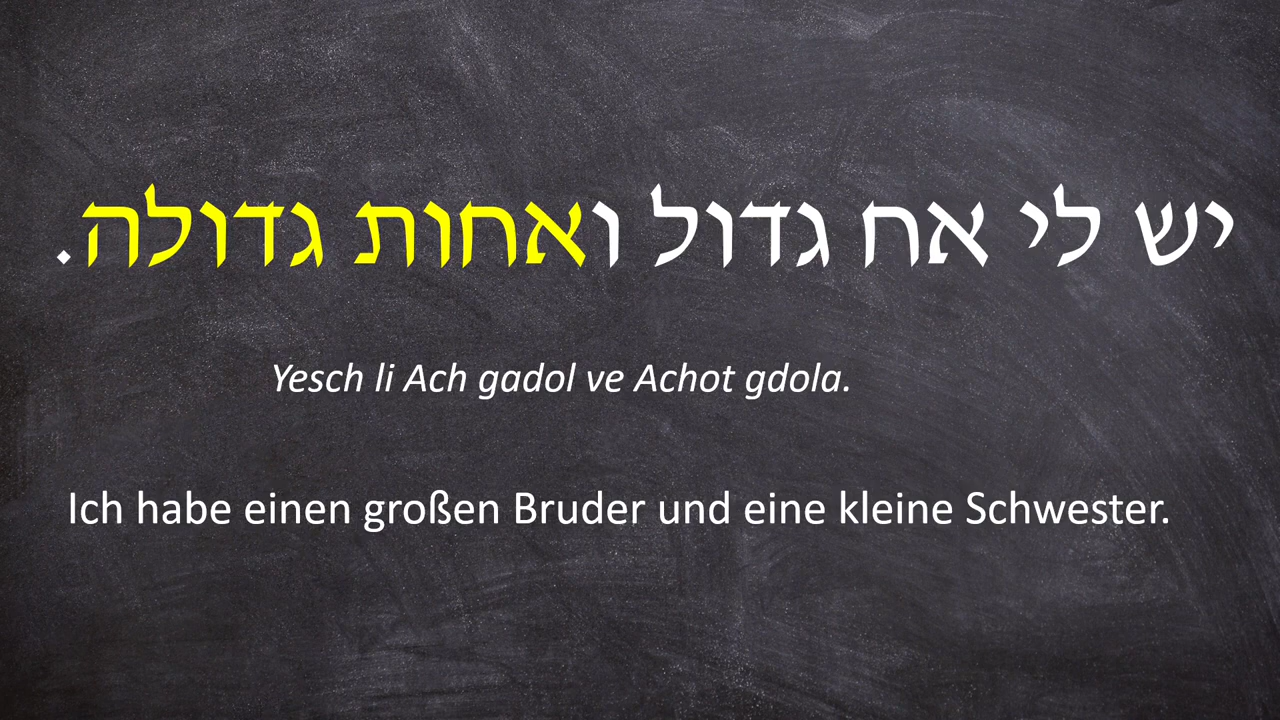 יש לי אח גדול ואחות גדולה.
Yesch li Ach gadol ve Achot gdola.
Ich habe einen großen Bruder und eine kleine Schwester.